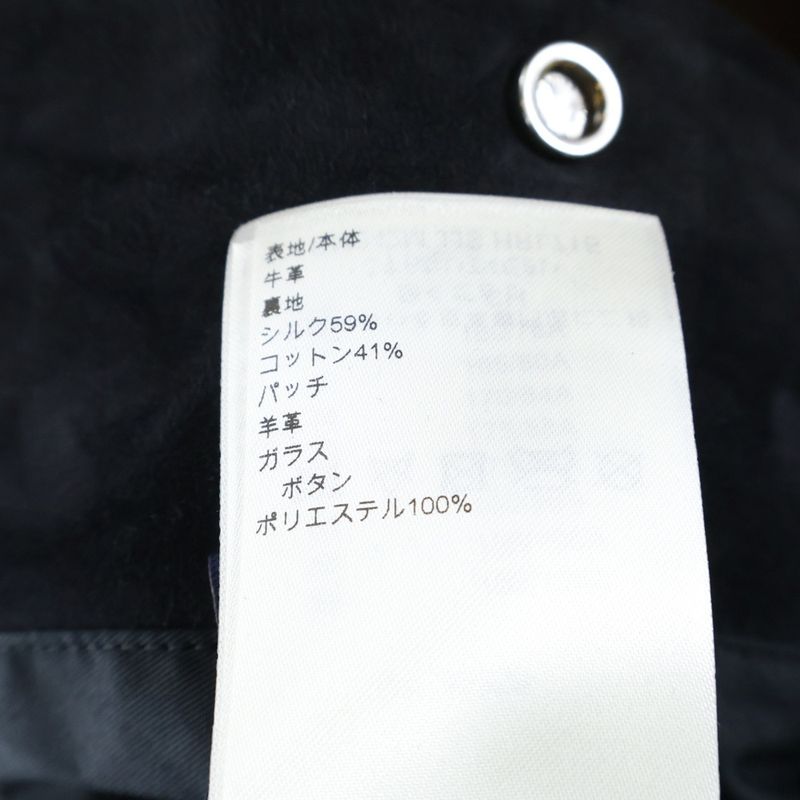 表地/本体
牛革
裏地
シルク59%
コットン41%
パッチ
羊革
ガラス
ボタン
ポリエステル100%